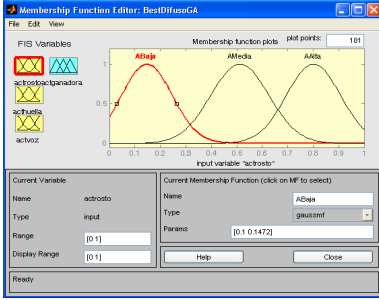 Membership Function Editor: BestDifusoGA
File Edit View
FIS Variables
Membership function plots plot points: 181
actrostoactganadora
acthuella
actvoz
ABaja AMedia AAlta
1
0.5
0
0 0.1 0.2 0.3 0.4 0.5 0.6 0.7 0.8 0.9 1
input variable "actrosto"
Current Variable
Name actrosto
Type input
Range [0 1]
Display Range [0 1]
Current Membership Function (click on MF to select)
Name ABaja
Type gaussmf
Params [0.1 0.1472]
Help Close
Ready